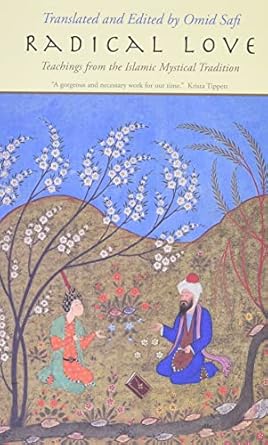 Translated and Edited by Omid Safi
RADICAL LOVE
Teachings from the Islamic Mystical Tradition
"A gorgeous and necessary work for our time." Krista Tippett